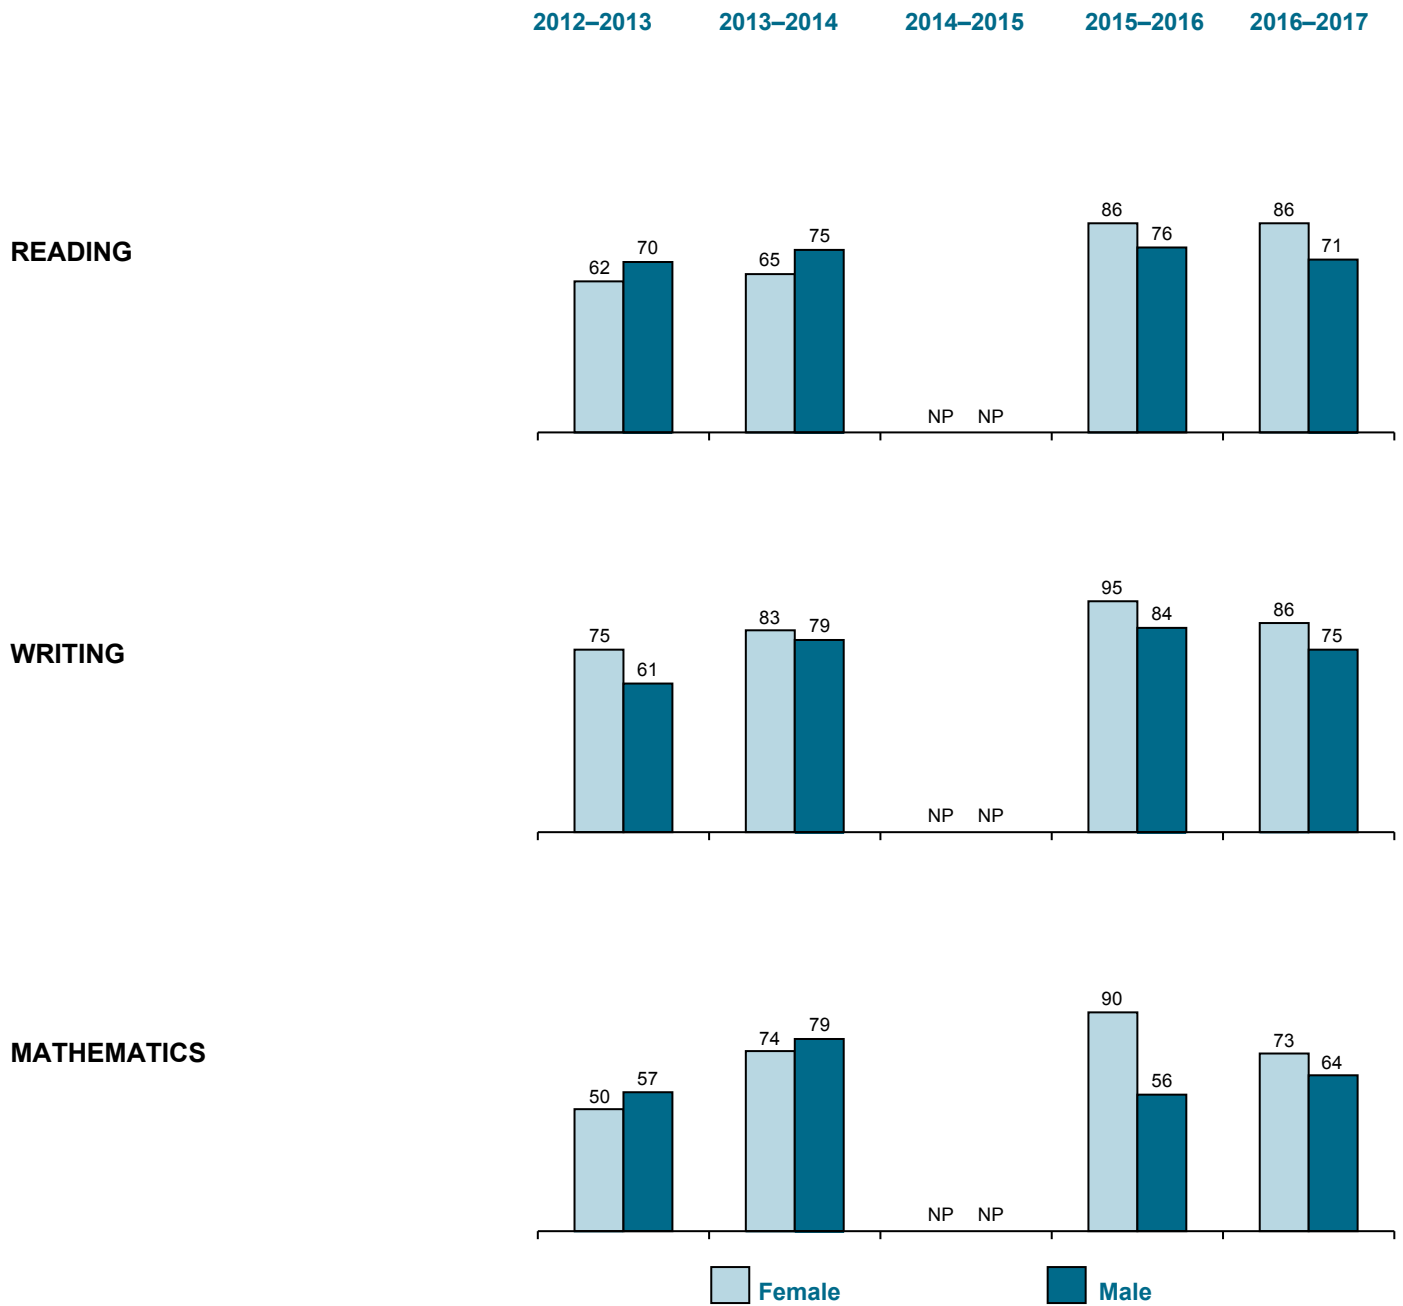 2012–2013 2013–2014 2014–2015 2015–2016 2016–2017
READING
62 70 65 75 NP NP 86 76 86 71
WRITING
75 61 83 79 NP NP 95 84 86 75
MATHEMATICS
50 57 74 79 NP NP 90 56 73 64
Female Male